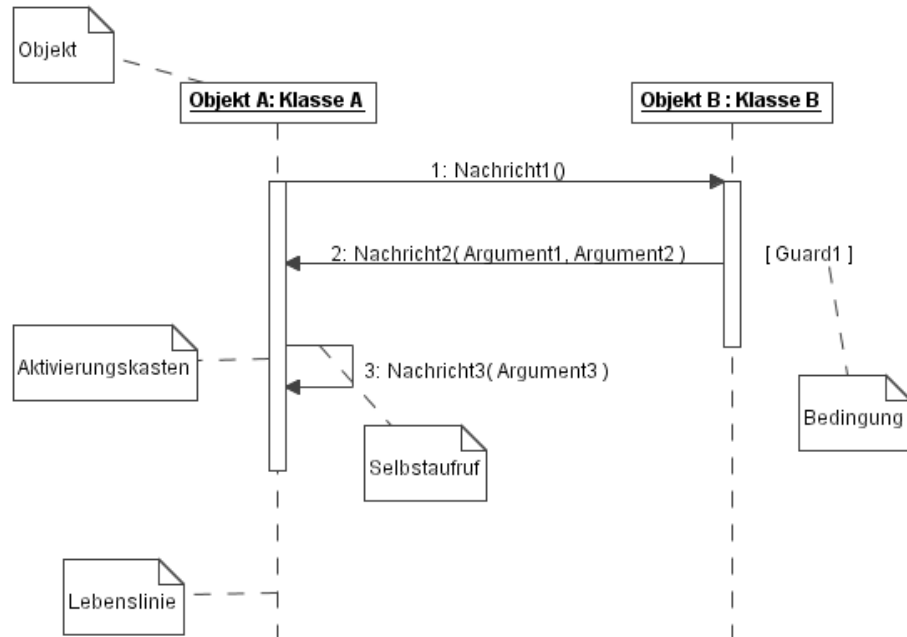 Objekt
Objekt A: Klasse A
Objekt B : Klasse B
1: Nachricht1()
2: Nachricht2( Argument1, Argument2 )
[ Guard1 ]
Aktivierungskasten
3: Nachricht3( Argument3 )
Bedingung
Selbstaufruf
Lebenslinie